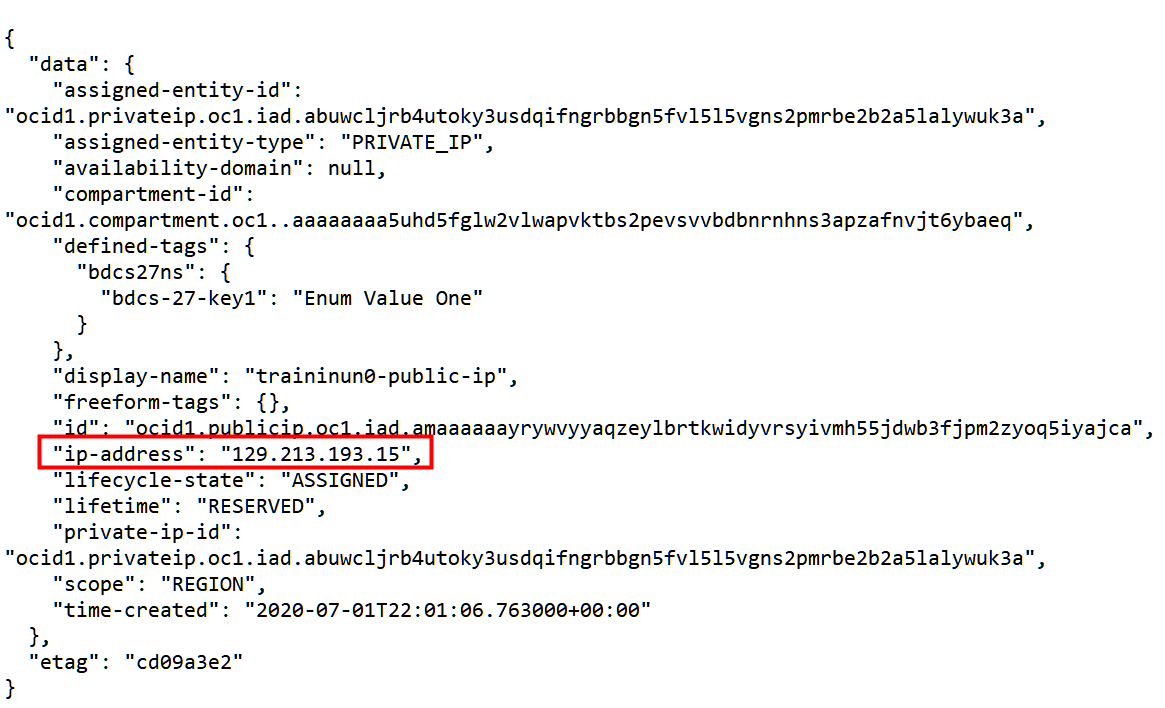 {
"data": {
"assigned-entity-id":
"ocid1.privateip.oc1.iad.abuwcljrb4utoky3usdqifngrbbgn5fvl5l5vgns2pmrbe2b2a5lalywuk3a",
"assigned-entity-type": "PRIVATE_IP",
"availability-domain": null,
"compartment-id":
"ocid1.compartment.oc1..aaaaaaaa5uhd5fglw2vlwapvktbs2pevsvvbdbnrnhns3apzafnvjt6ybaeq",
"defined-tags": {
"bdcs27ns": {
"bdcs-27-key1": "Enum Value One"
}
},
"display-name": "traininun0-public-ip",
"freeform-tags": {},
"id": "ocid1.publicip.oc1.iad.amaaaaaayrywvyyaqzeylbrtkwidyvrsyivmh55jdwb3fjpm2zyoq5iyajca",
"ip-address": "129.213.193.15",
"lifecycle-state": "ASSIGNED",
"lifetime": "RESERVED",
"private-ip-id":
"ocid1.privateip.oc1.iad.abuwcljrb4utoky3usdqifngrbbgn5fvl5l5vgns2pmrbe2b2a5lalywuk3a",
"scope": "REGION",
"time-created": "2020-07-01T22:01:06.763000+00:00"
},
"etag": "cd09a3e2"
}